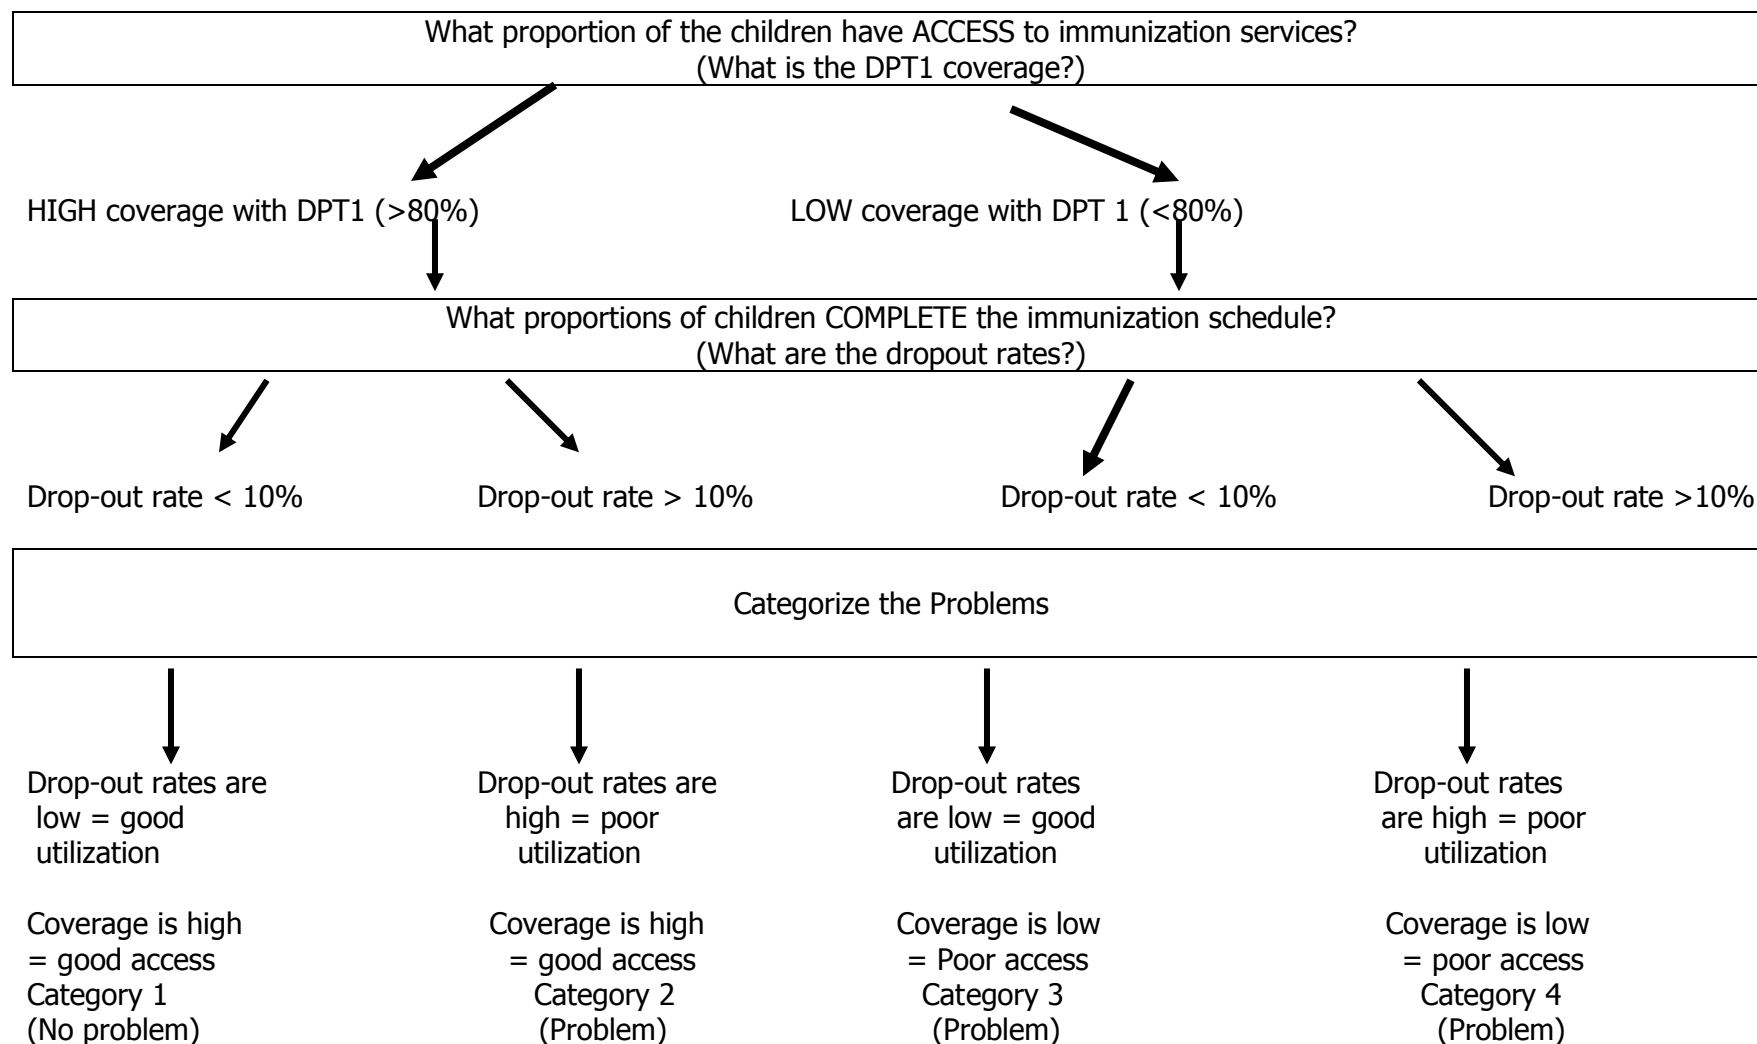 What proportion of the children have ACCESS to immunization services?
(What is the DPT1 coverage?)
HIGH coverage with DPT1 (>80%)
LOW coverage with DPT 1 (<80%)
What proportions of children COMPLETE the immunization schedule?
(What are the dropout rates?)
Drop-out rate < 10%
Drop-out rate > 10%
Drop-out rate < 10%
Drop-out rate >10%
Categorize the Problems
Drop-out rates are
low = good
utilization
Coverage is high
= good access
Category 1
(No problem)
Drop-out rates are
high = poor
utilization
Coverage is high
= good access
Category 2
(Problem)
Drop-out rates
are low = good
utilization
Coverage is low
= Poor access
Category 3
(Problem)
Drop-out rates
are high = poor
utilization
Coverage is low
= poor access
Category 4
(Problem)